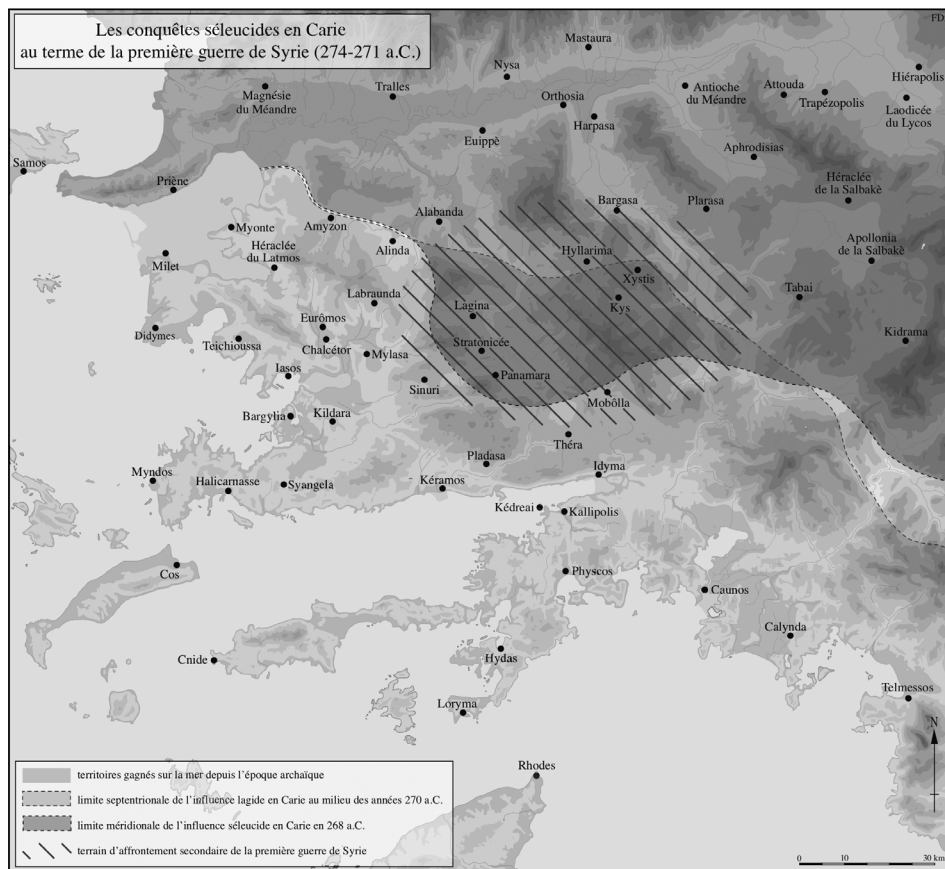 Les conquêtes séleucides en Carie
au terme de la première guerre de Syrie (274-271 a.C.)
FD
Mastaura
Nysa
Hiérapolis
Magnésie
du Méandre
Tralles
Orthosia
Antioche
du Méandre
Attouda
Trapézopolis
Laodicée
du Lycos
Harpasa
Euippè
Aphrodisias
Samos
Priène
Héraclée
de la Salbakè
Bargasa
Plarasa
Alabanda
Amyzon
Myonte
Alinda
Héraclée
du Latmos
Milet
Hyllarima
Xystis
Apollonia
de la Salbakè
Tabai
Kys
Labraunda
Lagina
Eurômos
Didymes
Teichioussa
Chalcétor
Mylasa
Stratonicée
Kidrama
Iasos
Sinuri
Panamara
Mobôlla
Bargylia
Kildara
Théra
Pladasa
Idyma
Myndos
Halicarnasse
Syangela
Kéramos
Kédreai
Kallipolis
Cos
Physcos
Caunos
Calynda
Cnide
Hydas
Telmessos
Loryma
N
Rhodes
territoires gagnés sur la mer depuis l'époque archaïque
limite septentrionale de l'influence lagide en Carie au milieu des années 270 a.C.
limite méridionale de l'influence séleucide en Carie en 268 a.C.
terrain d'affrontement secondaire de la première guerre de Syrie
0 10 20 30 km